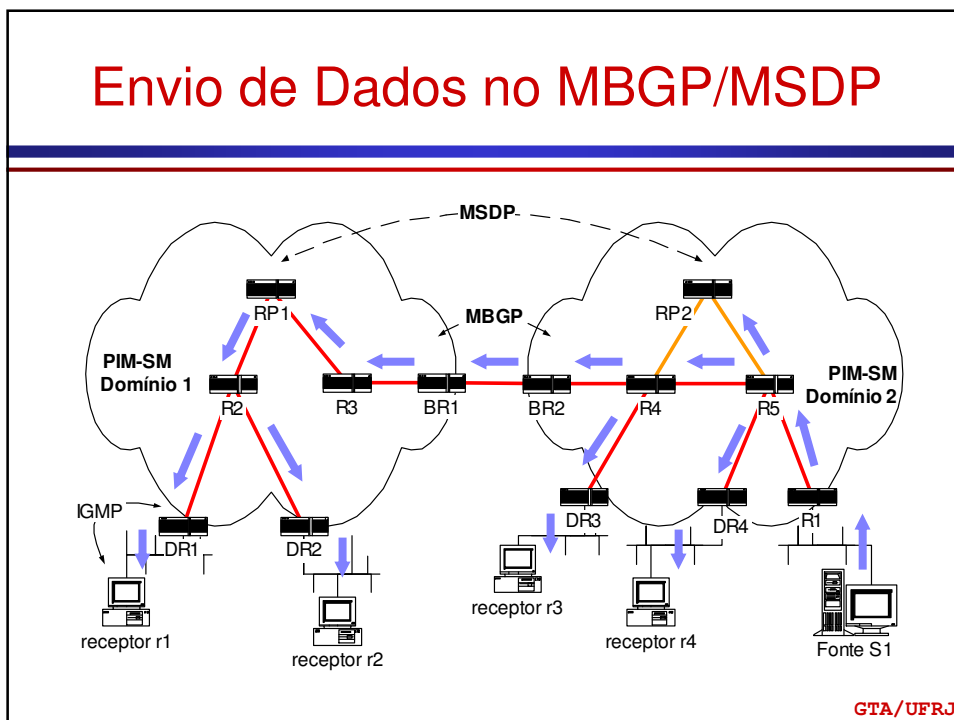 Envio de Dados no MBGP/MSDP
MSDP
RP1
RP2
MBGP
PIM-SM
Domínio 1
PIM-SM
Domínio 2
R2
R3
BR1
BR2
R4
R5
IGMP
DR1
DR2
DR3
DR4
R1
receptor r1
receptor r2
receptor r3
receptor r4
Fonte S1
GTA/UFRJ